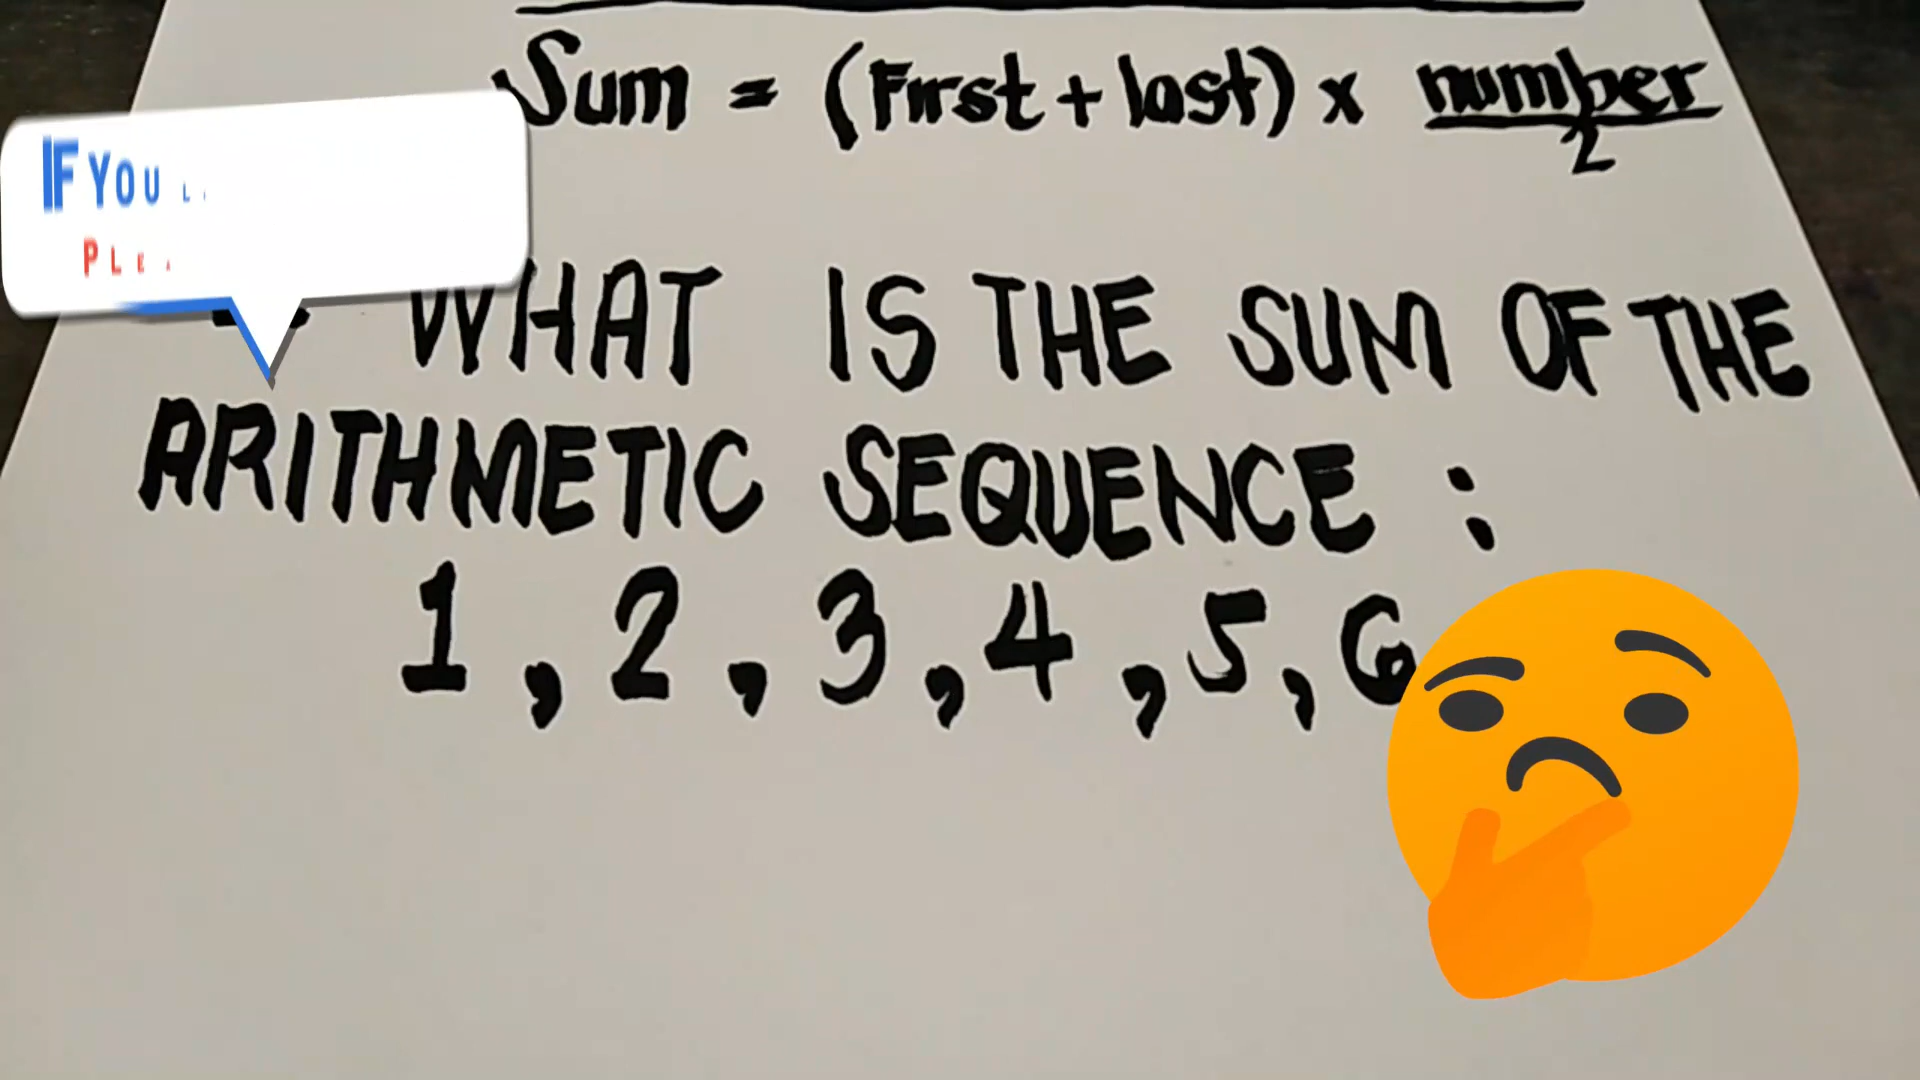 Sum = (First + last) x number
2
IF YOU
WHAT IS THE SUM OF THE
ARITHMETIC SEQUENCE :
1 , 2 , 3 , 4 , 5 , 6